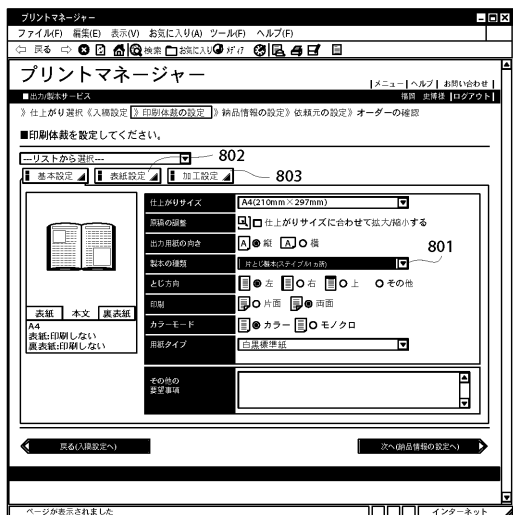 プリントマネージャー
ファイル(F) 編集(E) 表示(V) お気に入り(A) ツール(F) ヘルプ(F)
戻る 検索 お気に入り メディア
プリントマネージャー
|メニュー|ヘルプ| お問い合わせ|
■出力/製本サービス
福岡 史博様 |ログアウト|
》仕上がり選択《入稿設定 》印刷体裁の設定 》納品情報の設定》依頼元の設定》オーダーの確認
■印刷体裁を設定してください。
---リストから選択---
802
基本設定 表紙設定 加工設定
803
仕上がりサイズ A4(210mm×297mm)
原稿の調整 仕上がりサイズに合わせて拡大/縮小する
出力用紙の向き A 縦 A 横
801
製本の種類 片とじ製本(ステイプル1ヵ所)
とじ方向 左 右 上 その他
印刷 片面 両面
カラーモード カラー モノクロ
用紙タイプ 白黒標準紙
表紙 本文 裏表紙
A4
表紙:印刷しない
裏表紙:印刷しない
その他の
要望事項
戻る(入稿設定へ)
次へ(納品情報の設定へ)
ページが表示されました
インターネット